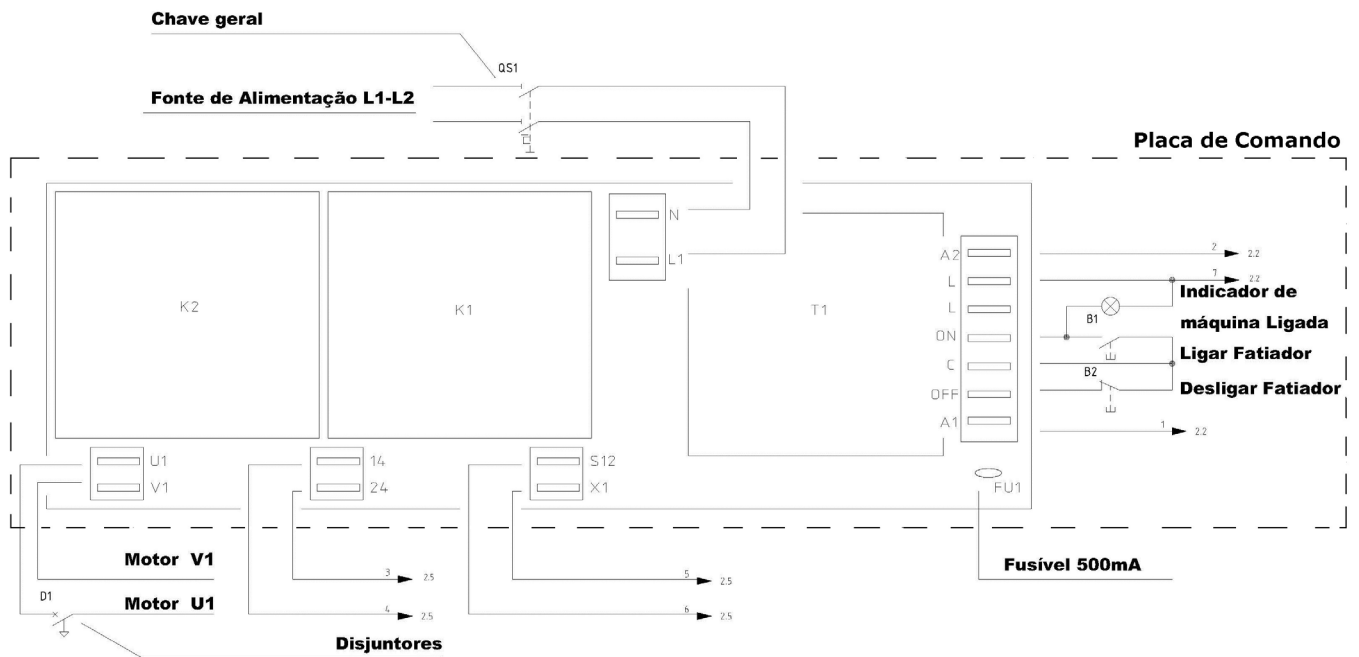 Chave geral
QS1
Fonte de Alimentação L1-L2
Placa de Comando
K2
K1
N
L1
T1
A2
L
L
ON
C
OFF
A1
2 2.2
7 2.2
Indicador de
máquina Ligada
B1
Ligar Fatiador
B2
Desligar Fatiador
1 2.2
U1
V1
14
24
S12
X1
FU1
Motor V1
3 2.5
5 2.5
Fusível 500mA
D1
Motor U1
4 2.5
6 2.5
Disjuntores